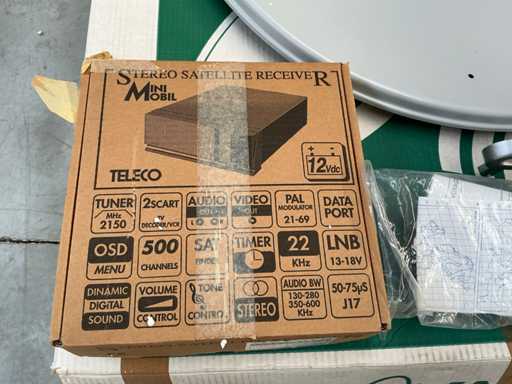 STEREO SATELLITE RECEIVER
MINI
MOBIL
12Vdc
TELECO
TUNER
MHz
2150
2SCART
TV
DECODER/VCR
AUDIO
VIDEO
OUT
PAL
MODULATOR
21-69
DATA
PORT
OSD
MENU
500
CHANNELS
SAT
FINDER
TIMER
22
KHz
LNB
13-18V
DINAMIC
DIGITAL
SOUND
VOLUME
CONTROL
TONE
CONTROL
STEREO
AUDIO BW
130-280
350-600
KHz
50-75µS
J17